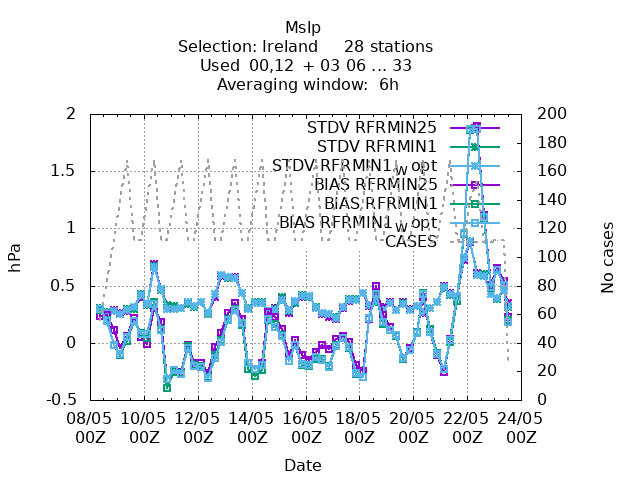 Mslp
Selection: Ireland 28 stations
Used 00,12 + 03 06 ... 33
Averaging window: 6h
2
1.5
1
0.5
0
-0.5
hPa
200
180
160
140
120
100
80
60
40
20
0
No cases
STDV RFRMIN25
STDV RFRMIN1
STDV RFRMIN1w opt
BIAS RFRMIN25
BIAS RFRMIN1
BIAS RFRMIN1w opt
CASES
08/05 10/05 12/05 14/05 16/05 18/05 20/05 22/05 24/05
00Z 00Z 00Z 00Z 00Z 00Z 00Z 00Z 00Z
Date